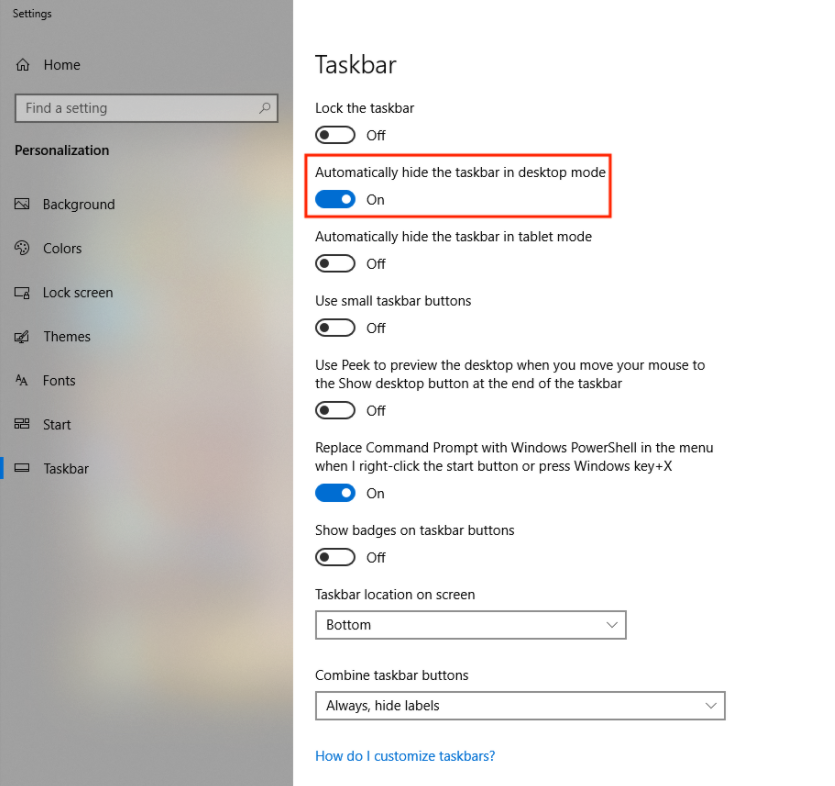 Settings
Home
Find a setting
Personalization
Background
Colors
Lock screen
Themes
Fonts
Start
Taskbar
Taskbar
Lock the taskbar
Off
Automatically hide the taskbar in desktop mode
On
Automatically hide the taskbar in tablet mode
Off
Use small taskbar buttons
Off
Use Peek to preview the desktop when you move your mouse to
the Show desktop button at the end of the taskbar
Off
Replace Command Prompt with Windows PowerShell in the menu
when I right-click the start button or press Windows key+X
On
Show badges on taskbar buttons
Off
Taskbar location on screen
Bottom
Combine taskbar buttons
Always, hide labels
How do I customize taskbars?